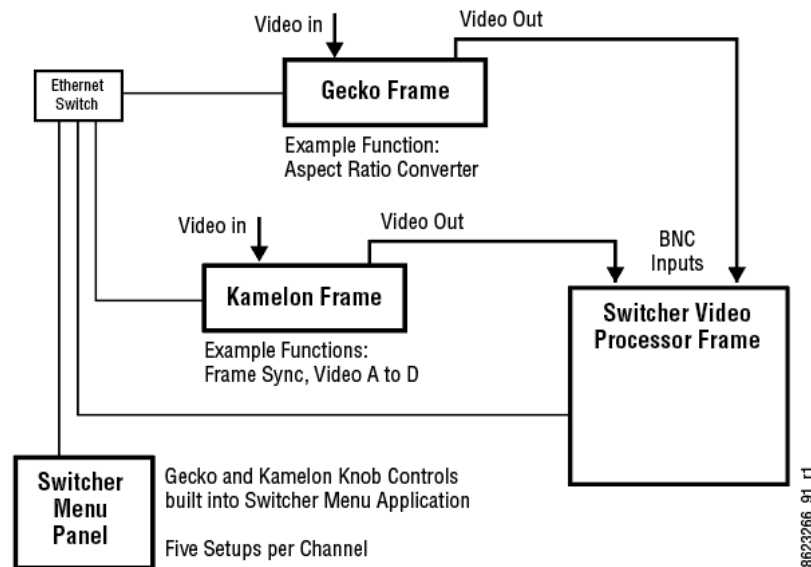 Video in
Video Out
Ethernet
Switch
Gecko Frame
Example Function:
Aspect Ratio Converter
Video in
Video Out
BNC
Inputs
Kamelon Frame
Switcher Video
Processor Frame
Example Functions:
Frame Sync, Video A to D
Switcher
Menu
Panel
Gecko and Kamelon Knob Controls
built into Switcher Menu Application
Five Setups per Channel
8623266_91_r1